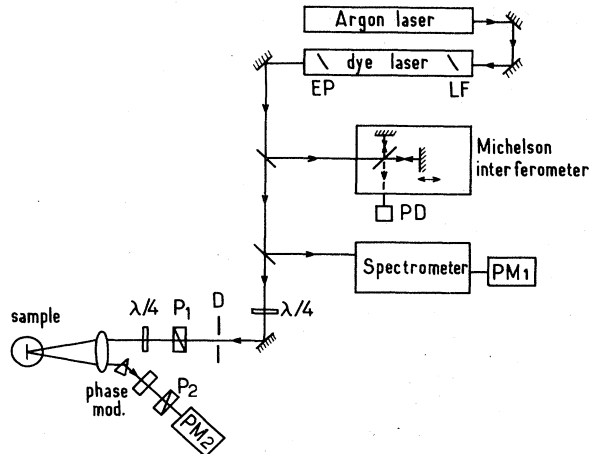 Argon laser
dye laser
EP
LF
Michelson
interferometer
PD
Spectrometer
PM1
λ/4
D
P1
λ/4
sample
phase
mod.
P2
PM2